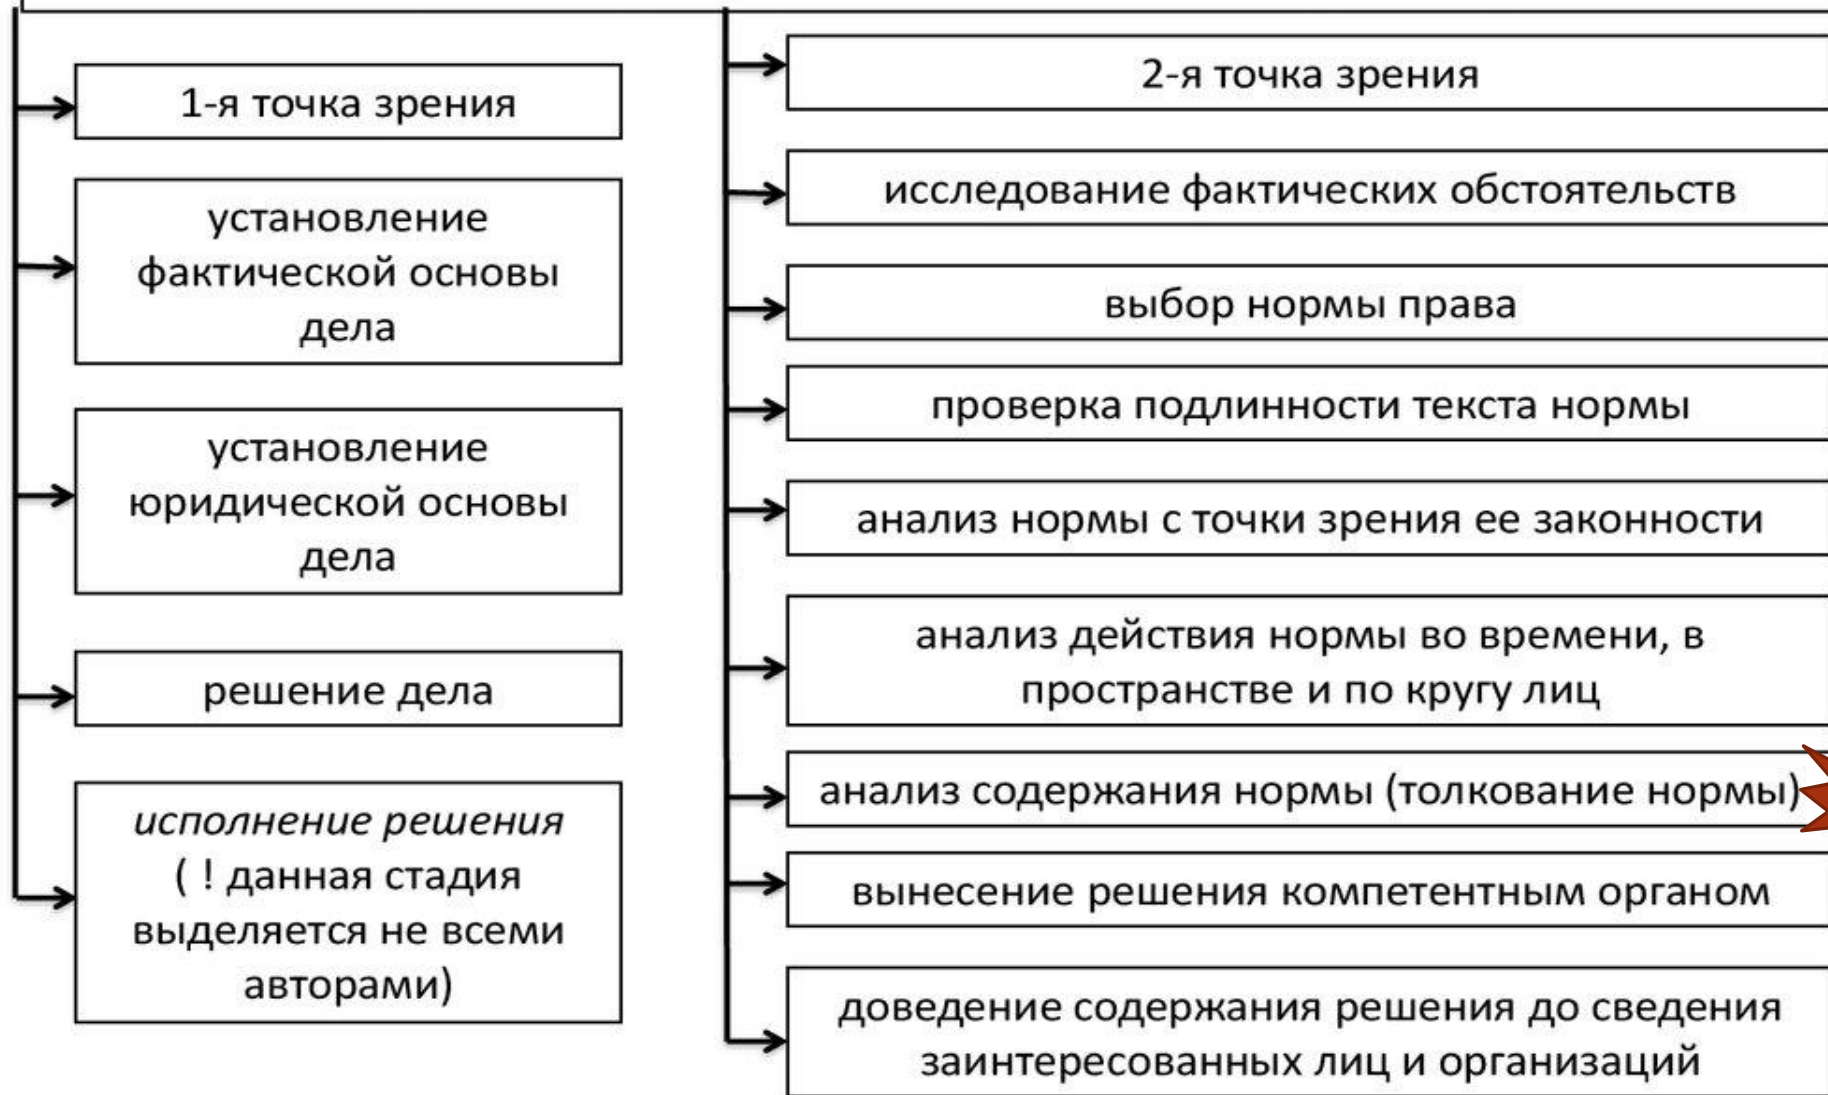 1-я точка зрения
установление
фактической основы
дела
установление
юридической основы
дела
решение дела
исполнение решения
( ! данная стадия
выделяется не всеми
авторами)
2-я точка зрения
исследование фактических обстоятельств
выбор нормы права
проверка подлинности текста нормы
анализ нормы с точки зрения ее законности
анализ действия нормы во времени, в
пространстве и по кругу лиц
анализ содержания нормы (толкование нормы)
вынесение решения компетентным органом
доведение содержания решения до сведения
заинтересованных лиц и организаций